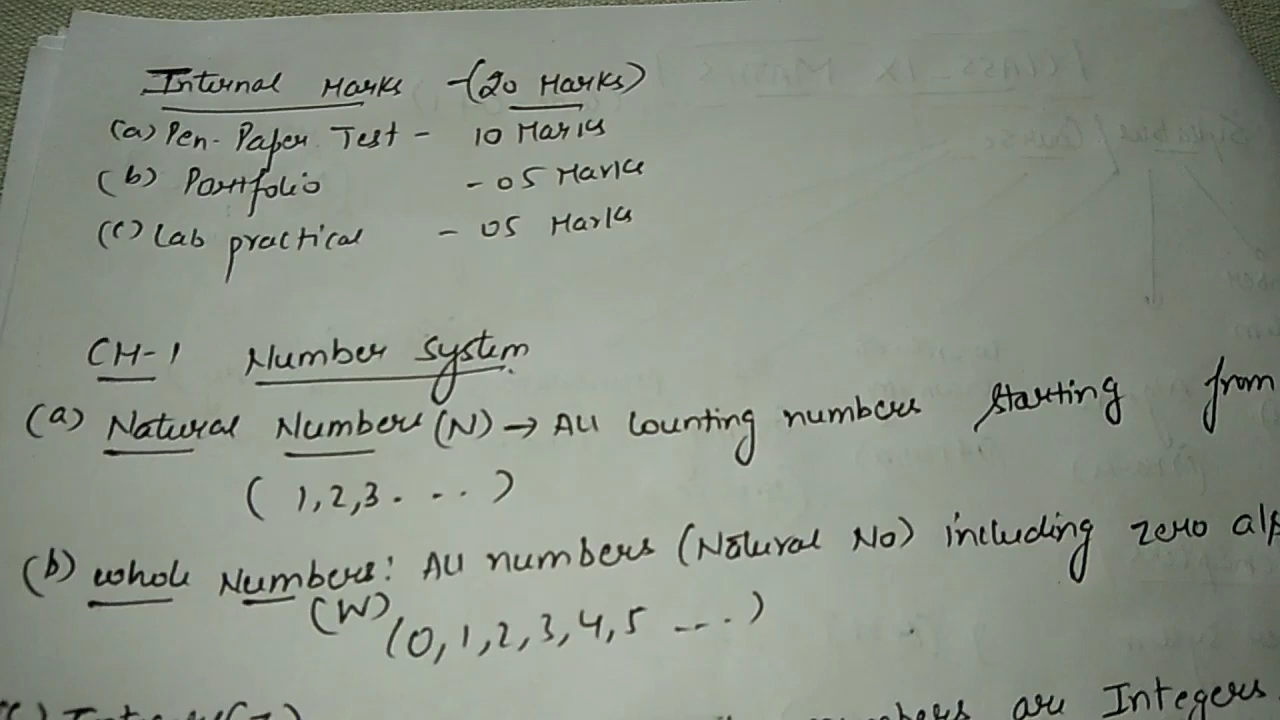 Internal Marks - (20 Marks)
(a) Pen-Paper Test - 10 Marks
(b) Portfolio - 05 Marks
(c) Lab practical - 05 Marks
CH-1 Number System
(a) Natural Numbers (N) → All counting numbers starting from
(1,2,3. ...)
(b) Whole Numbers: All numbers (Natural No) including zero
(W)
(0,1,2,3,4,5 ....)
are Integers